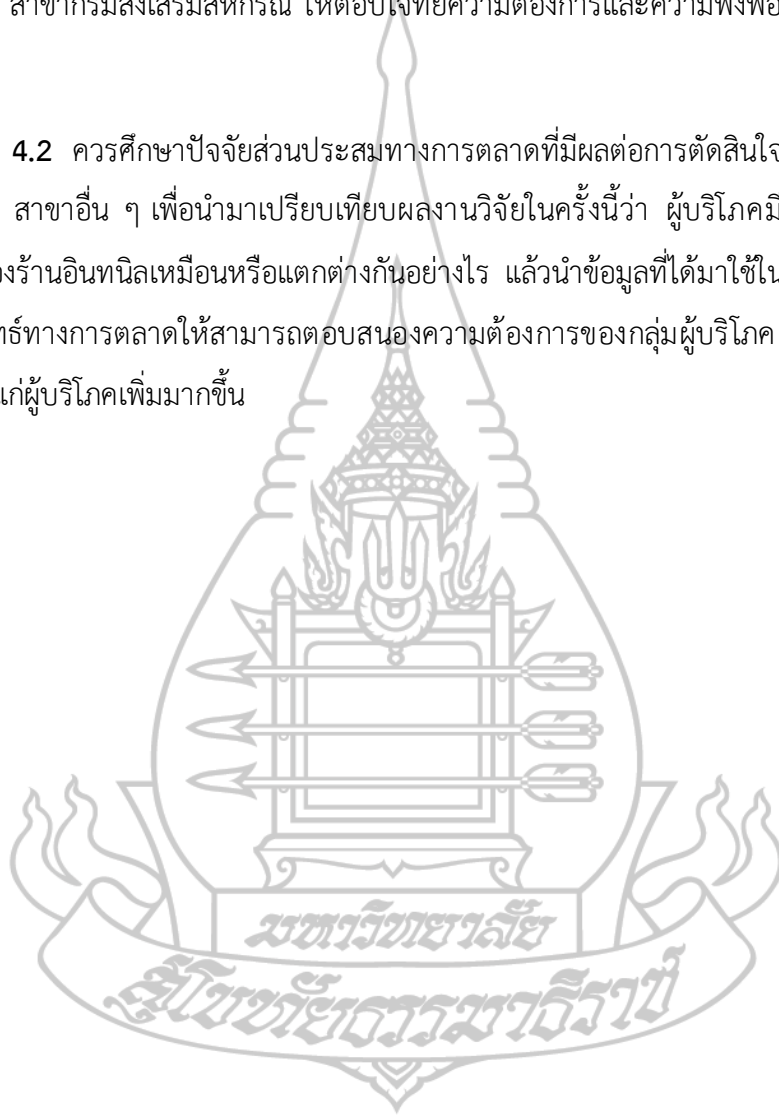 สาขากรมส่งเสริมสหกรณ์ ให้ตอบโจทย์ความต้องการและความพึงพอ
4.2 ควรศึกษาปัจจัยส่วนประสมทางการตลาดที่มีผลต่อการตัดสินใจ
สาขาอื่น ๆ เพื่อนำมาเปรียบเทียบผลงานวิจัยในครั้งนี้ว่า ผู้บริโภคมี
งร้านอินทนิลเหมือนหรือแตกต่างกันอย่างไร แล้วนำข้อมูลที่ได้มาใช้ใน
ทธ์ทางการตลาดให้สามารถตอบสนองความต้องการของกลุ่มผู้บริโภค
แก่ผู้บริโภคเพิ่มมากขึ้น
มหาวิทยาลัย
สุโขทัยธรรมาธิราช